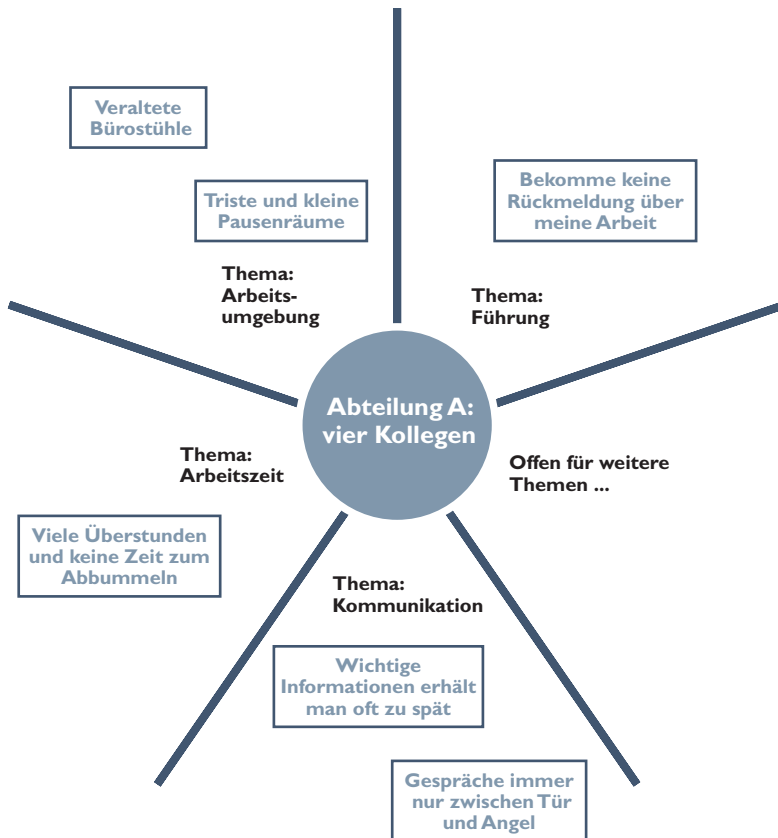 Veraltete
Bürostühle
Triste und kleine
Pausenräume
Thema:
Arbeits-
umgebung
Bekomme keine
Rückmeldung über
meine Arbeit
Thema:
Führung
Abteilung A:
vier Kollegen
Thema:
Arbeitszeit
Viele Überstunden
und keine Zeit zum
Abbummeln
Offen für weitere
Themen ...
Thema:
Kommunikation
Wichtige
Informationen erhält
man oft zu spät
Gespräche immer
nur zwischen Tür
und Angel